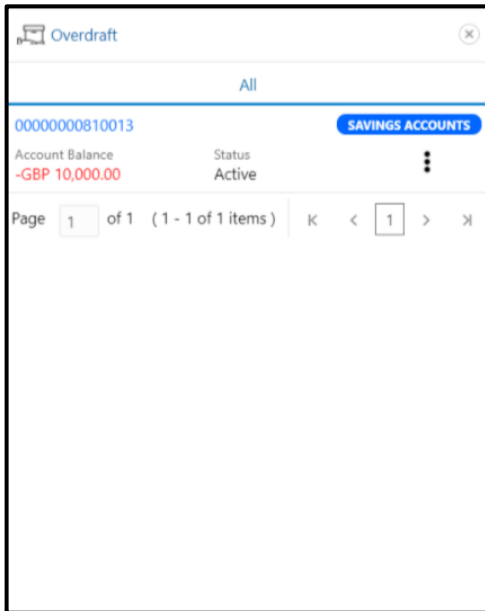 Overdraft
All
00000000810013 SAVINGS ACCOUNTS
Account Balance Status
-GBP 10,000.00 Active
Page 1 of 1 ( 1 - 1 of 1 items ) 1